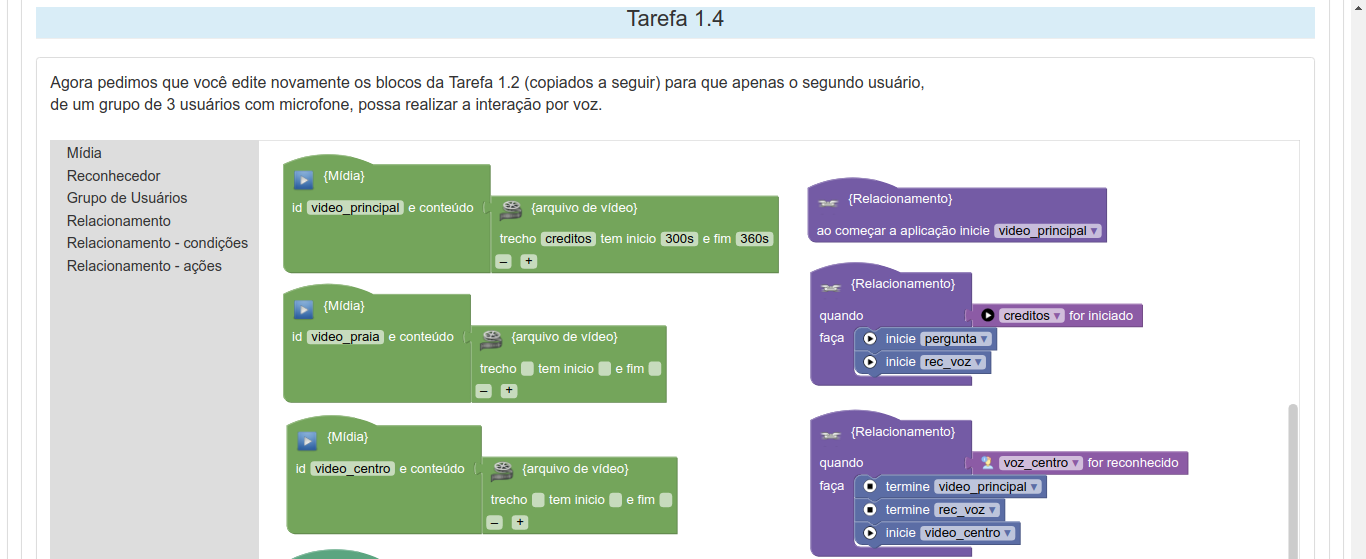 Tarefa 1.4
Agora pedimos que você edite novamente os blocos da Tarefa 1.2 (copiados a seguir) para que apenas o segundo usuário,
de um grupo de 3 usuários com microfone, possa realizar a interação por voz.
Mídia
Reconhecedor
Grupo de Usuários
Relacionamento
Relacionamento - condições
Relacionamento - ações
{Mídia}
id video_principal e conteúdo
{arquivo de vídeo}
trecho creditos tem inicio 300s e fim 360s
– +
{Mídia}
id video_praia e conteúdo
{arquivo de vídeo}
trecho tem inicio e fim
– +
{Mídia}
id video_centro e conteúdo
{arquivo de vídeo}
trecho tem inicio e fim
– +
{Relacionamento}
ao começar a aplicação inicie video_principal ▾
{Relacionamento}
quando creditos ▾ for iniciado
faça inicie pergunta ▾
inicie rec_voz ▾
{Relacionamento}
quando voz_centro ▾ for reconhecido
faça termine video_principal ▾
termine rec_voz ▾
inicie video_centro ▾